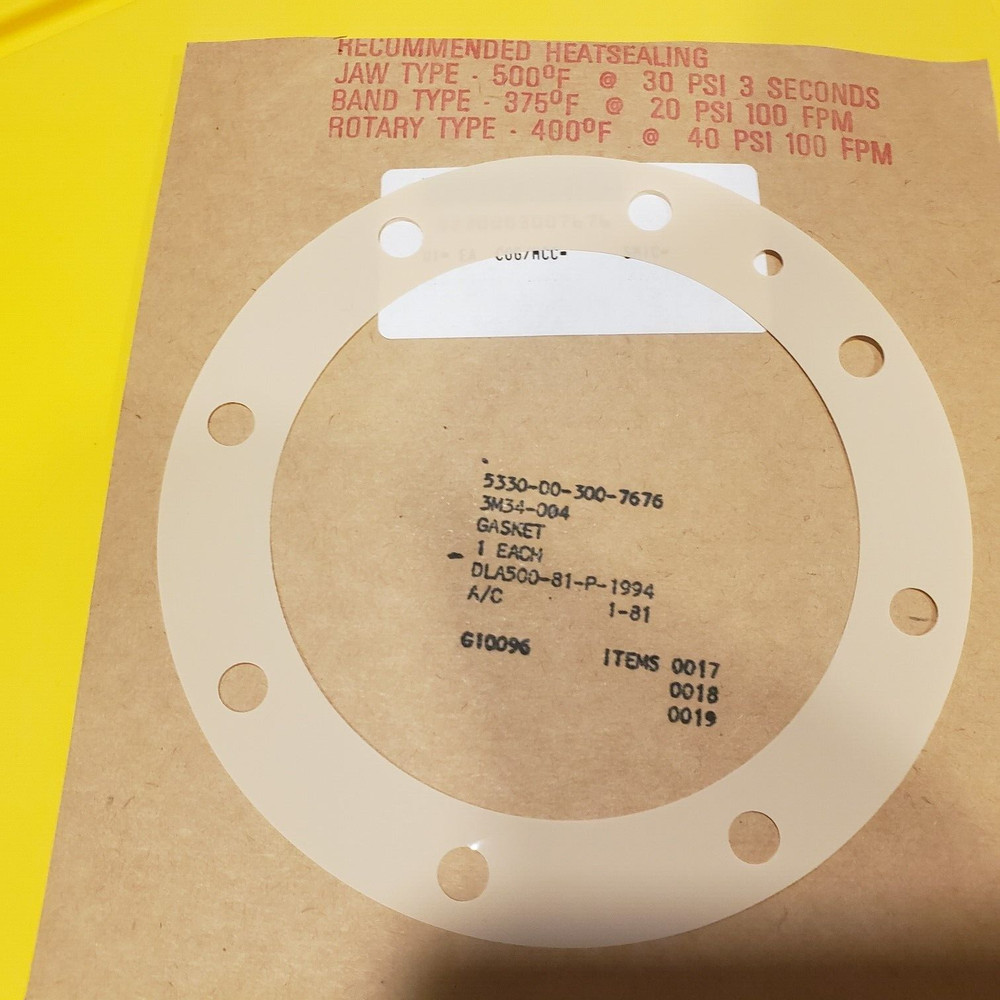 RECOMMENDED HEATSEALING
JAW TYPE - 500°F @ 30 PSI 3 SECONDS
BAND TYPE - 375°F @ 20 PSI 100 FPM
ROTARY TYPE - 400°F @ 40 PSI 100 FPM
5330-00-300-7676
3M34-004
GASKET
1 EACH
DLA500-81-P-1994
A/C 1-81
GI0096 ITEMS 0017
0018
0019